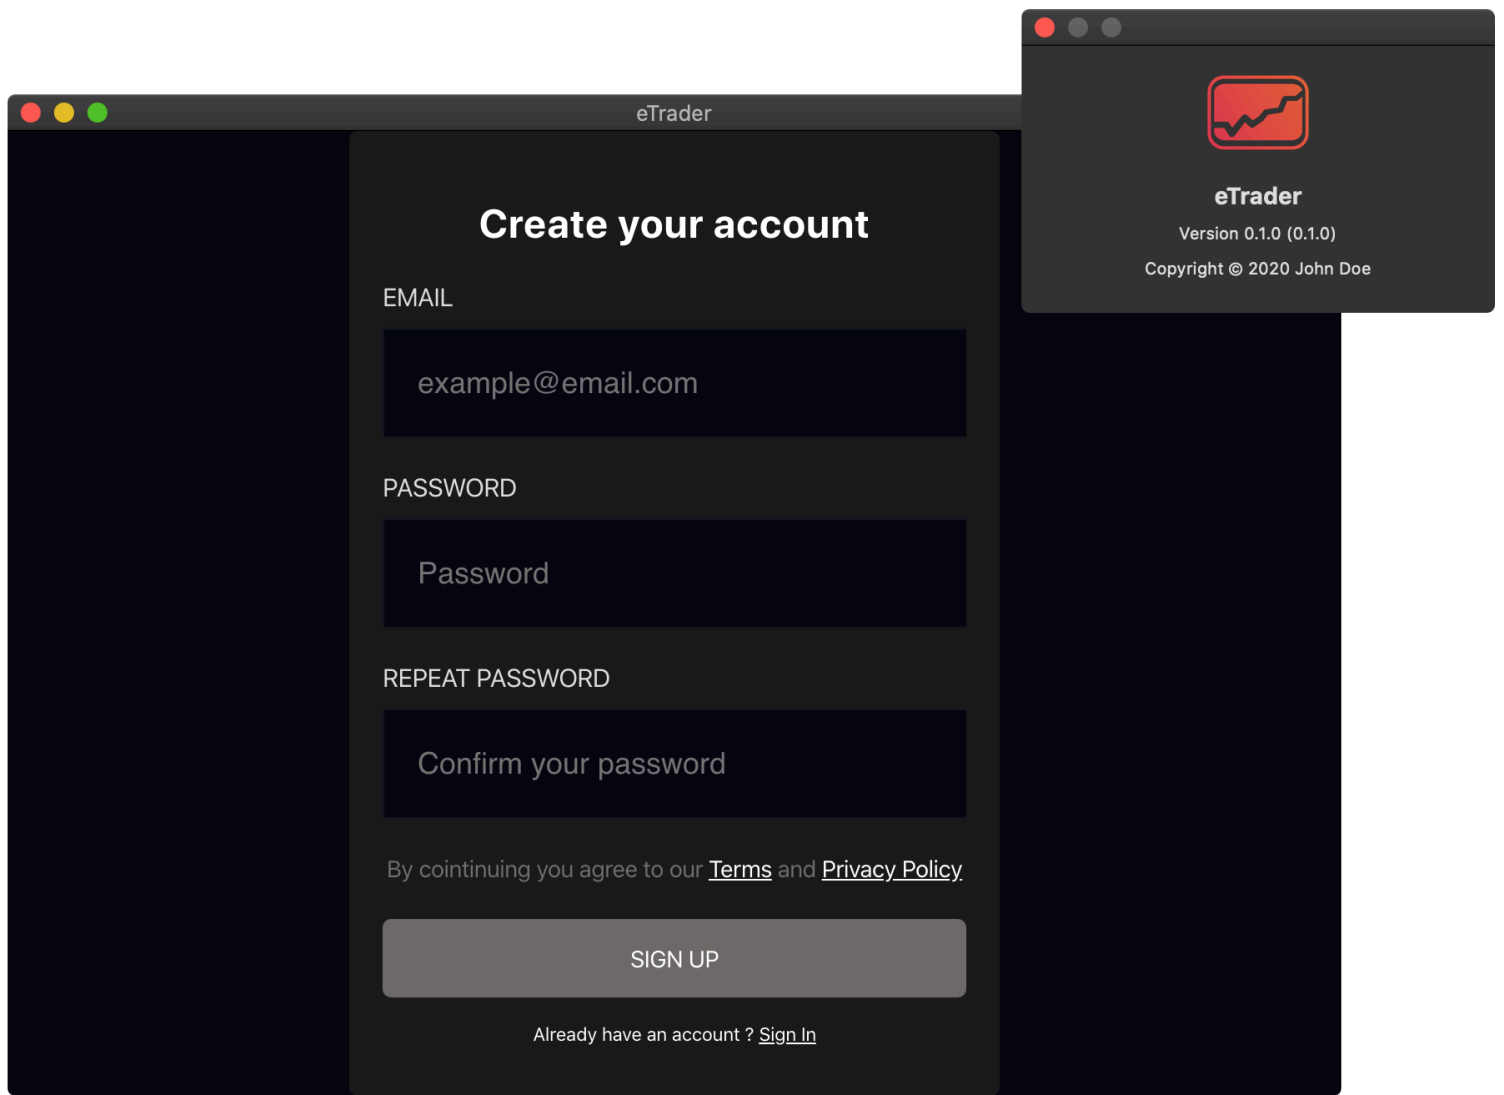 eTrader
eTrader
Version 0.1.0 (0.1.0)
Copyright © 2020 John Doe
Create your account
EMAIL
example@email.com
PASSWORD
Password
REPEAT PASSWORD
Confirm your password
By cointinuing you agree to our Terms and Privacy Policy
SIGN UP
Already have an account ? Sign In